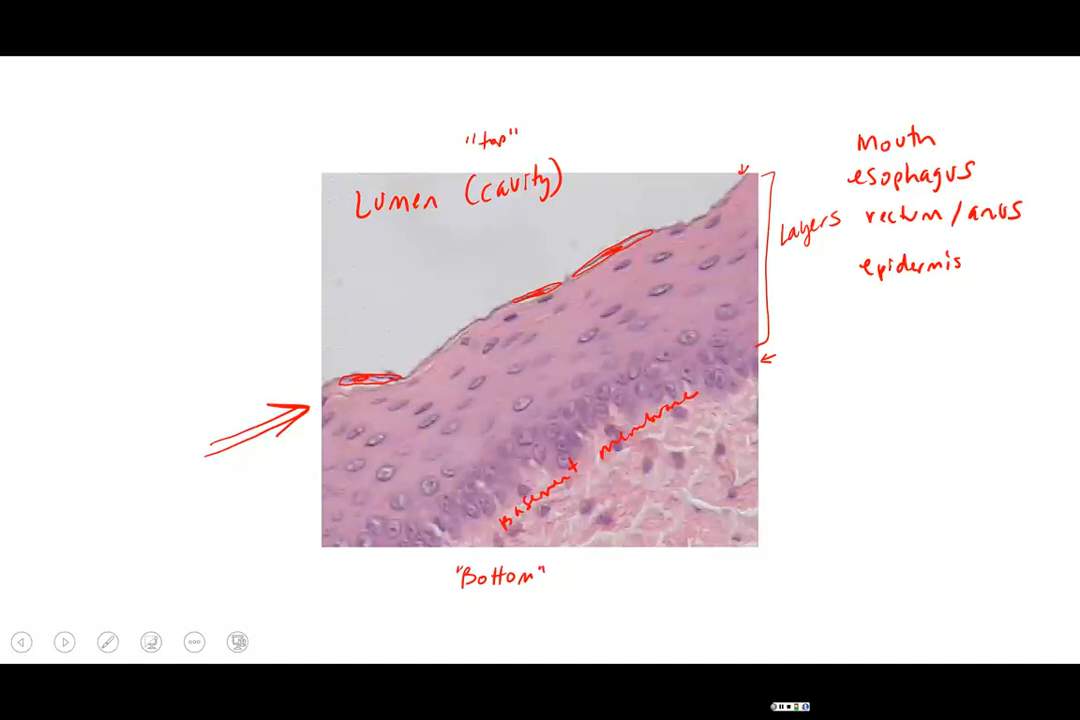 "top"
Lumen (cavity)
Mouth
esophagus
Layers
rectum/anus
epidermis
Basement membrane
"Bottom"